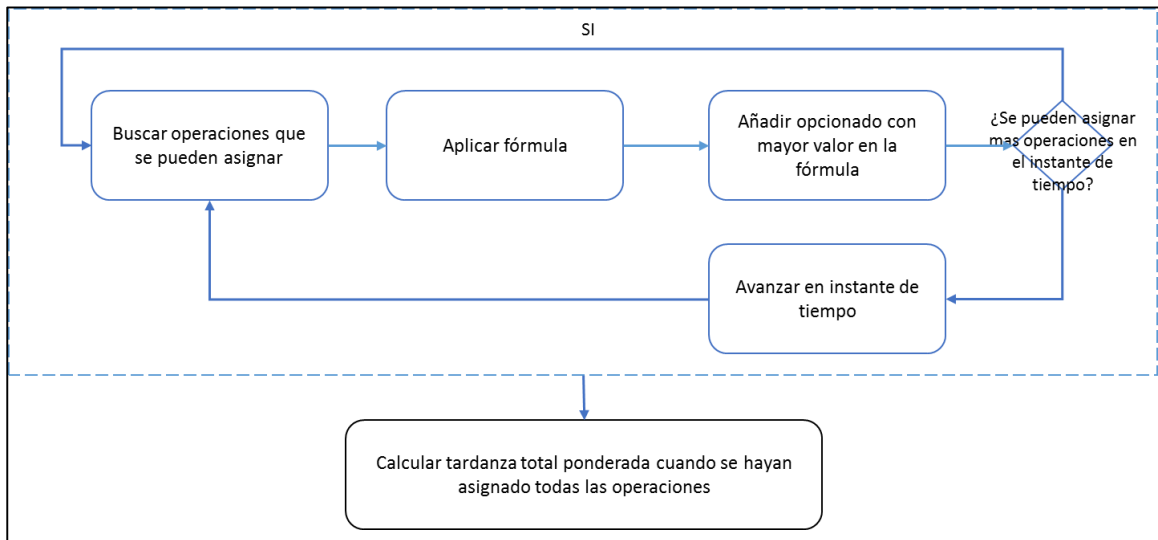 SI
Buscar operaciones que
se pueden asignar
Aplicar fórmula
Añadir opcionado con
mayor valor en la
fórmula
¿Se pueden asignar
mas operaciones en
el instante de
tiempo?
Avanzar en instante de
tiempo
Calcular tardanza total ponderada cuando se hayan
asignado todas las operaciones